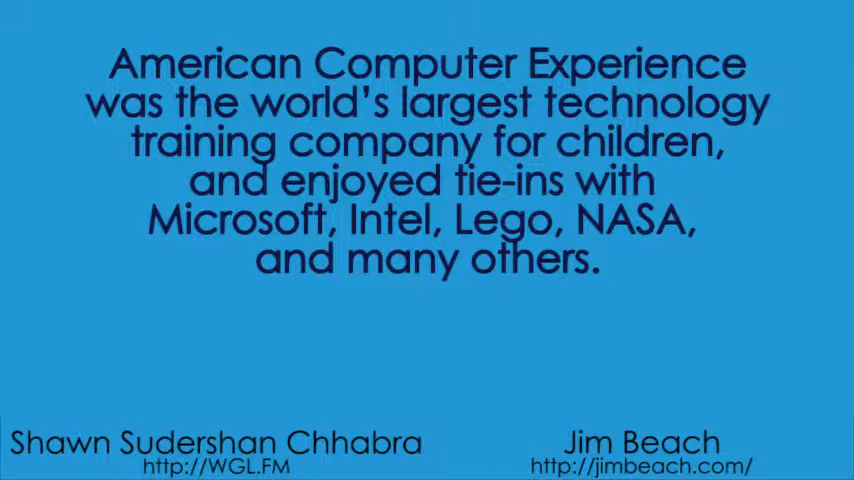 American Computer Experience
was the world's largest technology
training company for children,
and enjoyed tie-ins with
Microsoft, Intel, Lego, NASA,
and many others.
Shawn Sudershan Chhabra
http://WGL.FM
Jim Beach
http://jimbeach.com/